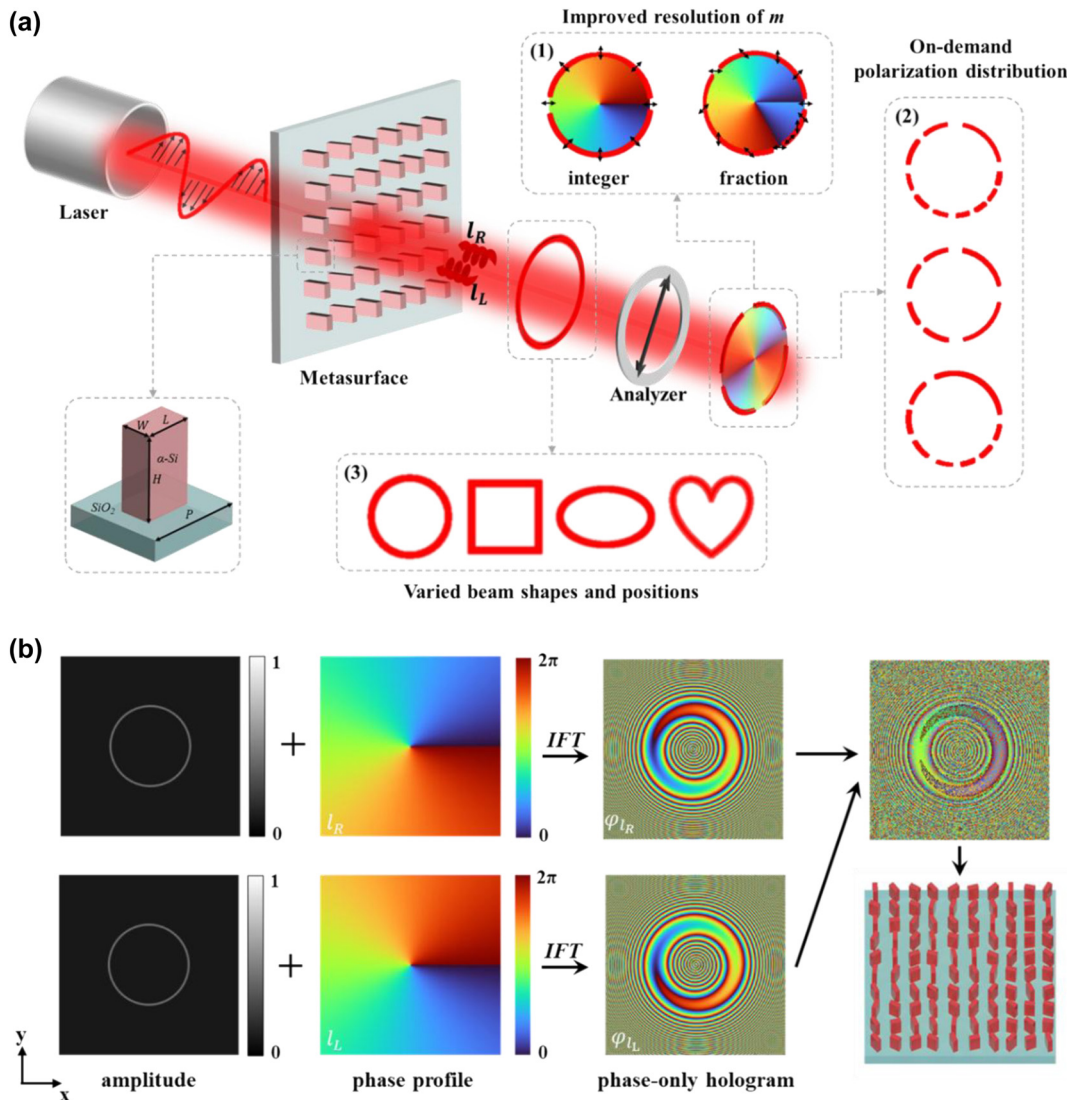 (a)
Improved resolution of m
(1)
integer
fraction
On-demand
polarization distribution
(2)
Laser
l_R
l_L
Metasurface
Analyzer
W
L
α-Si
H
SiO₂
P
(3)
Varied beam shapes and positions
(b)
1
0
+
l_R
2π
0
IFT
φ_{l_R}
1
0
+
l_L
2π
0
IFT
φ_{l_L}
y
x
amplitude
phase profile
phase-only hologram